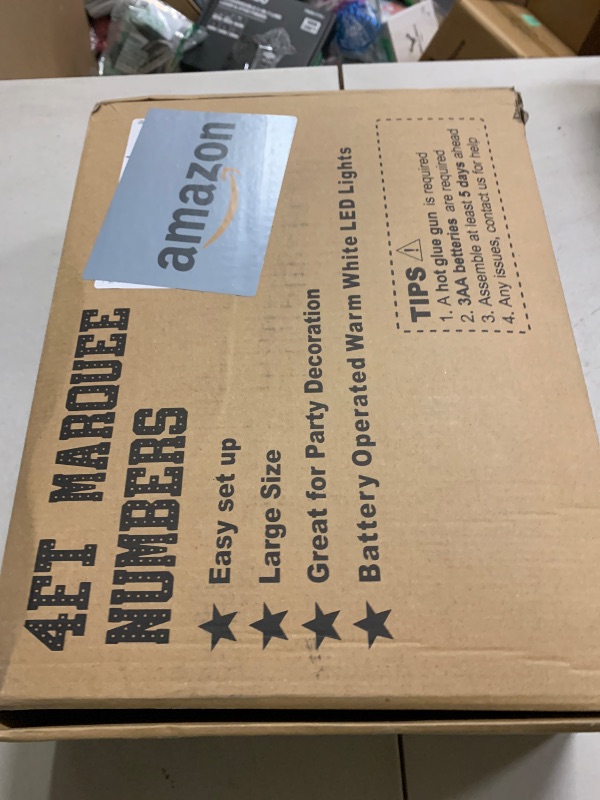 amazon
4FT MARQUEE
NUMBERS
★ Easy set up
★ Large Size
★ Great for Party Decoration
★ Battery Operated Warm White LED Lights
TIPS ⚠
1. A hot glue gun is required
2. 3AA betteries are required
3. Assemble at least 5 days ahead
4. Any issues, contact us for help